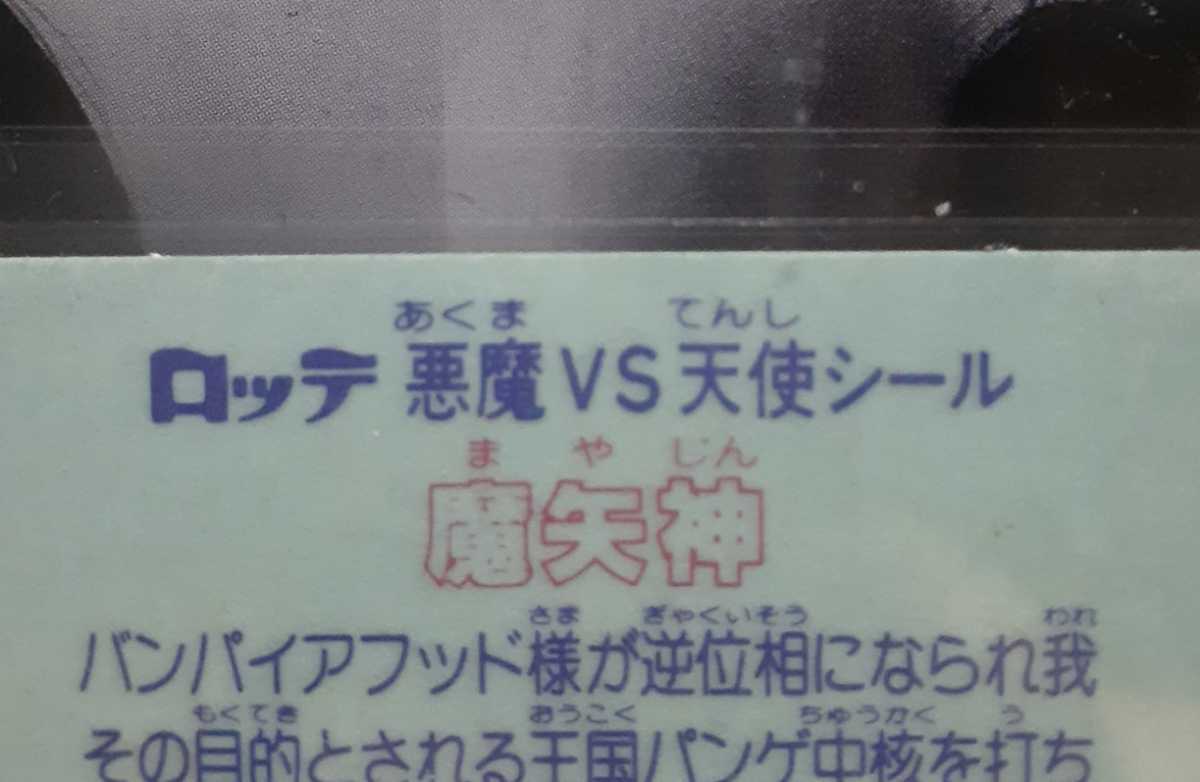 あくま てんし
ロッテ 悪魔VS天使シール
まやじん
魔矢神
さま ぎゃくいそう われ
バンパイアフッド様が逆位相になられ我
もくてき おうこく ちゅうかく う
その目的とされる王国パンゲ中核を打ち